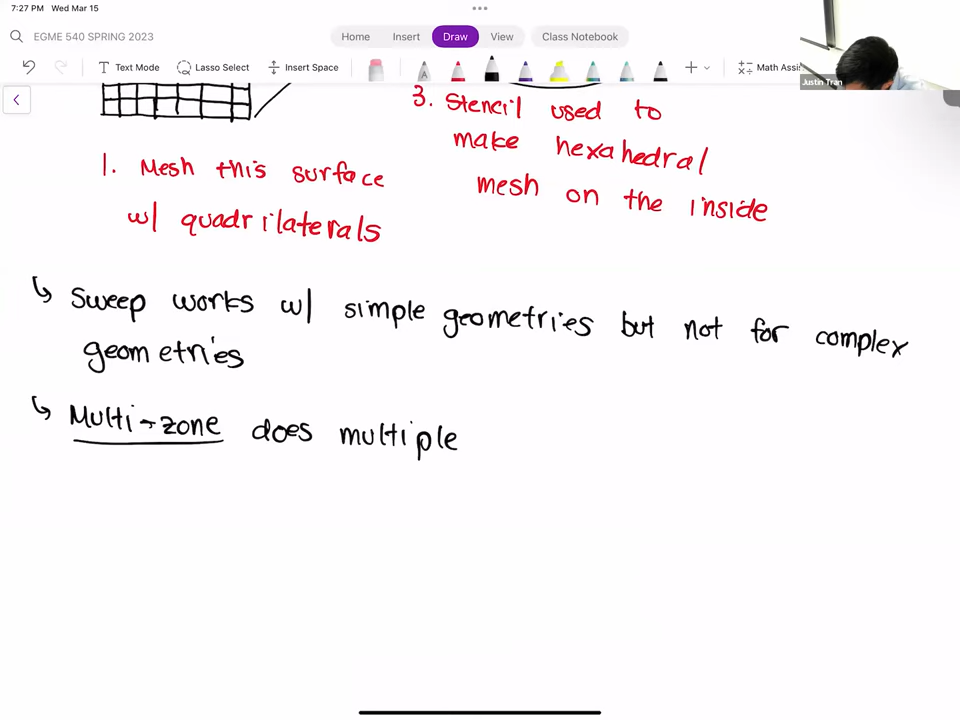 7:27 PM Wed Mar 15
EGME 540 SPRING 2023
Home Insert Draw View Class Notebook
Text Mode Lasso Select Insert Space Math Assis
Justin Tran
3. Stencil used to
make hexahedral
mesh on the inside
1. Mesh this surface
w/ quadrilaterals
Sweep works w/ simple geometries but not for complex
geometries
Multi-zone does multiple